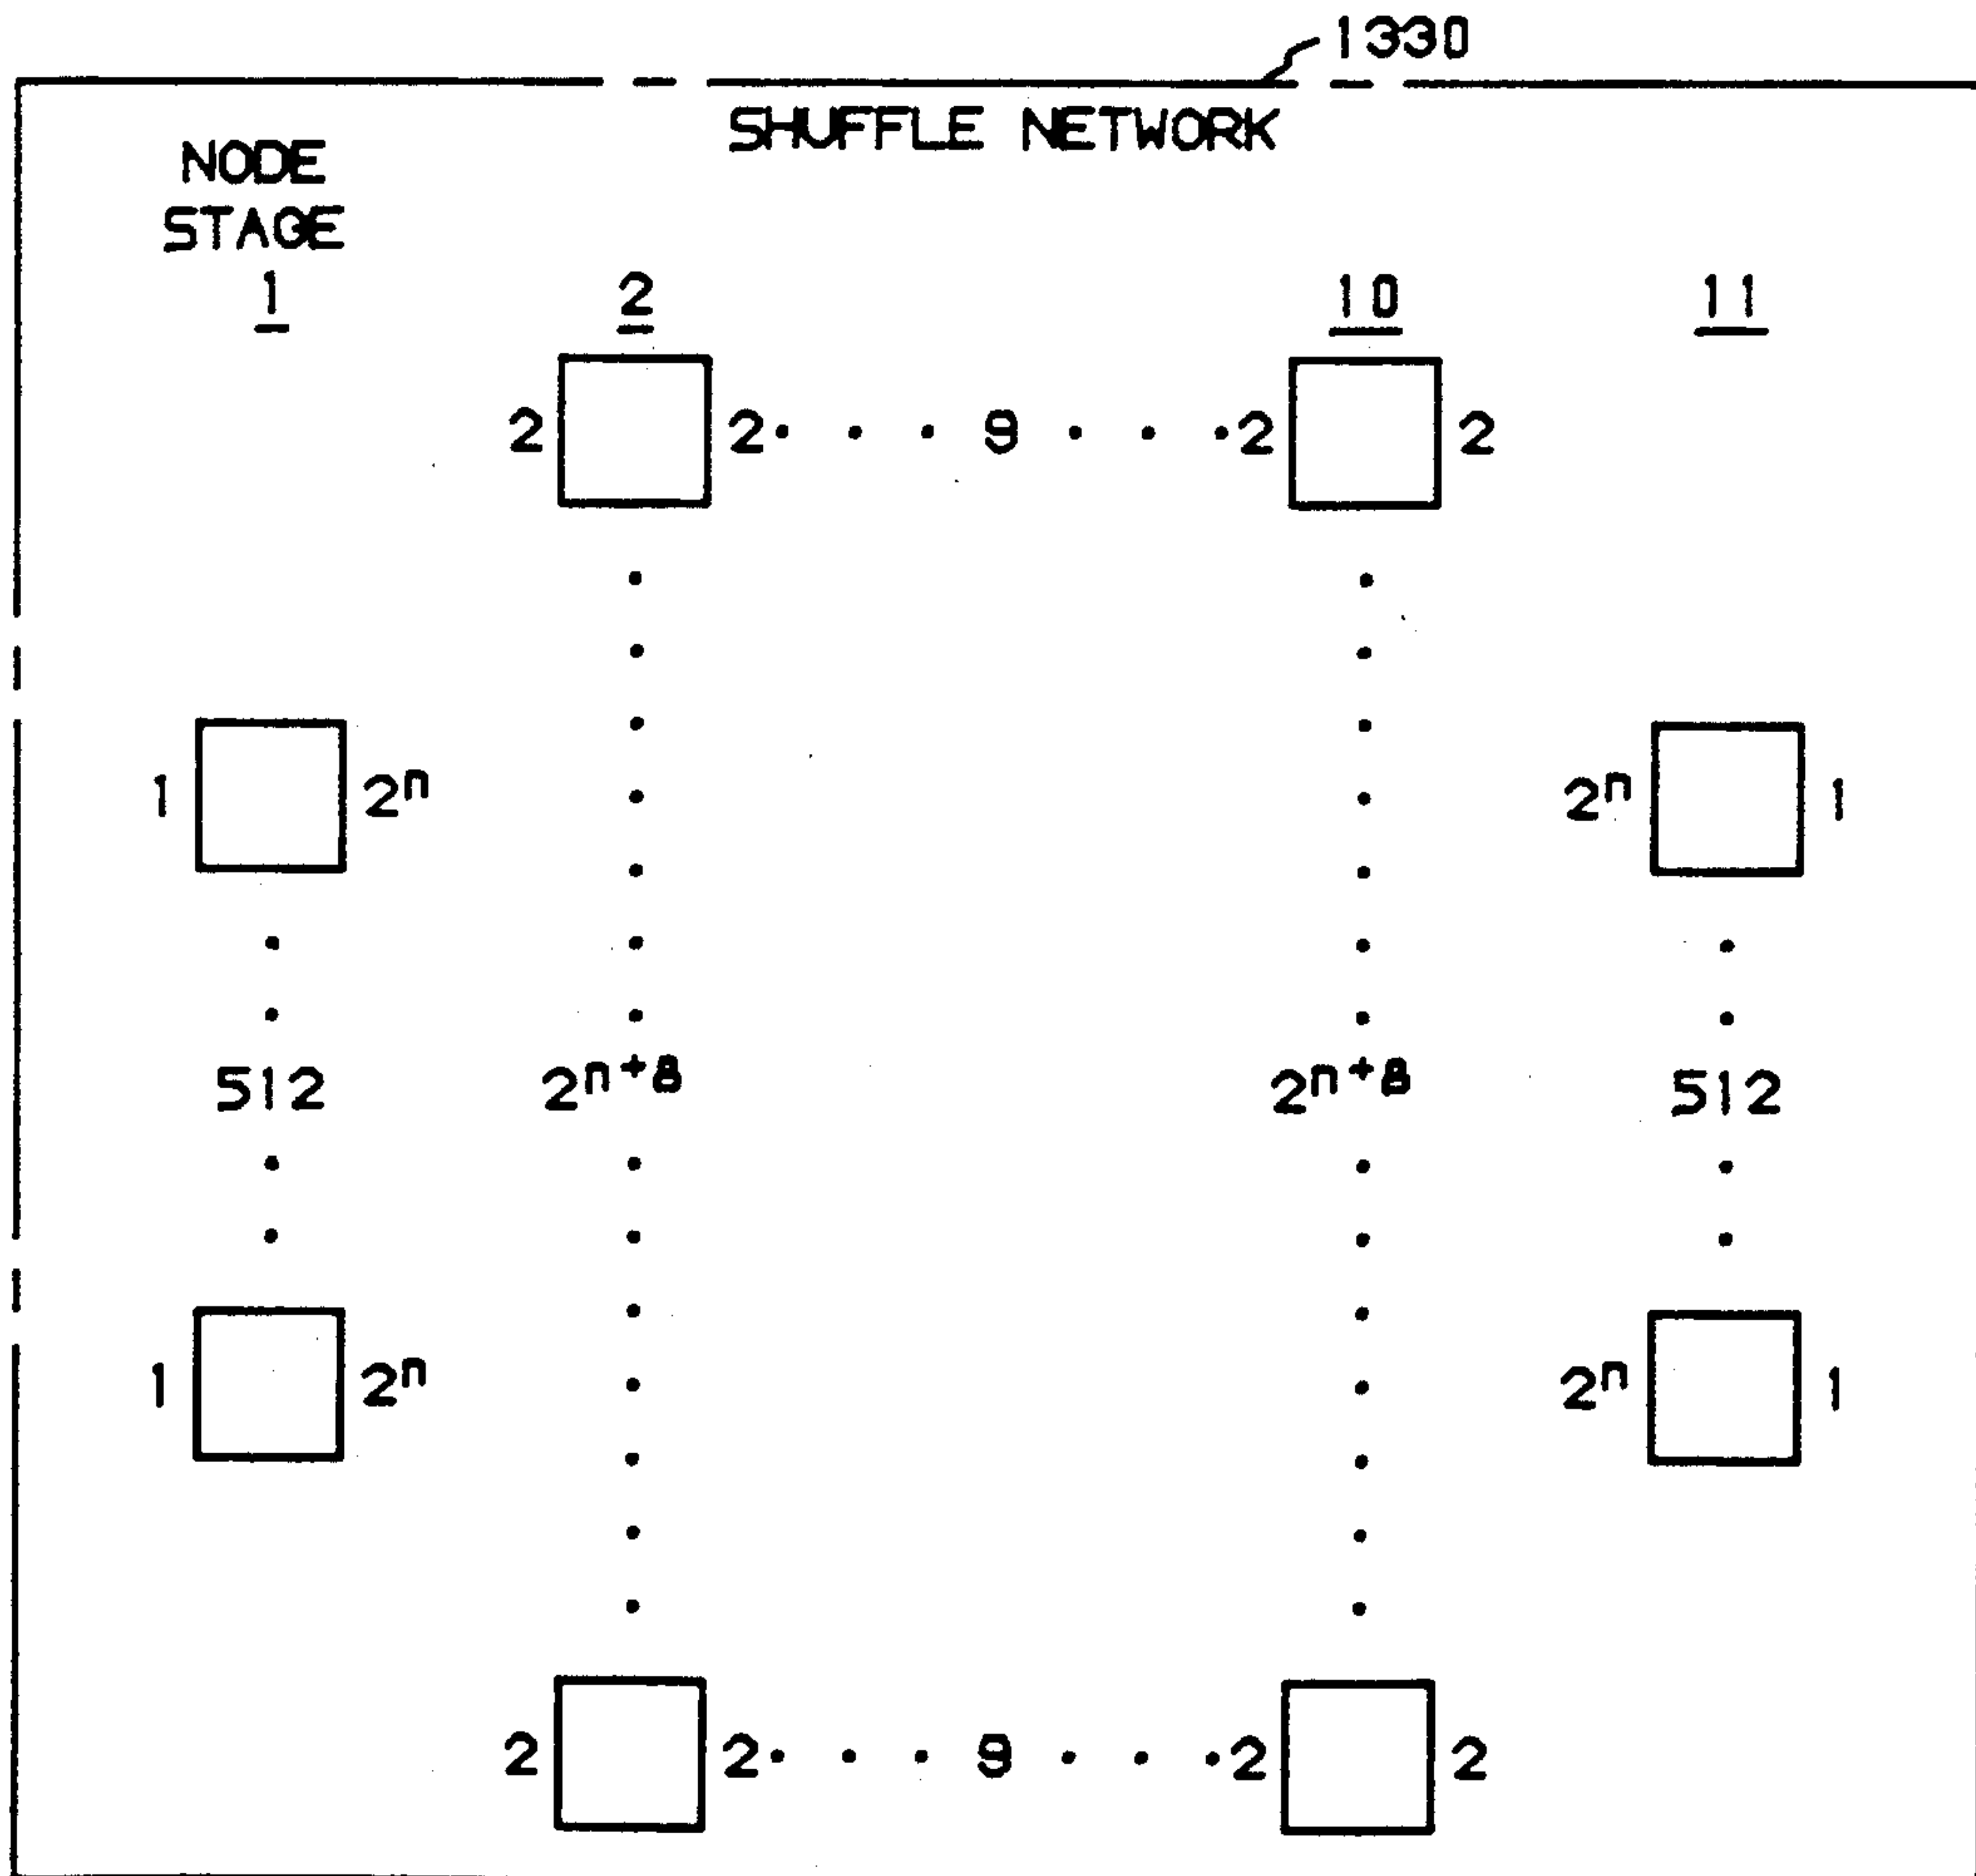 1330
SHUFFLE NETWORK
NODE
STAGE
1 2 10 11
2 2 . . . 9 . . . 2 2
1 2ⁿ 2ⁿ 1
512 2ⁿ⁺⁸ 2ⁿ⁺⁸ 512
1 2ⁿ 2ⁿ 1
2 2 . . . 9 . . . 2 2